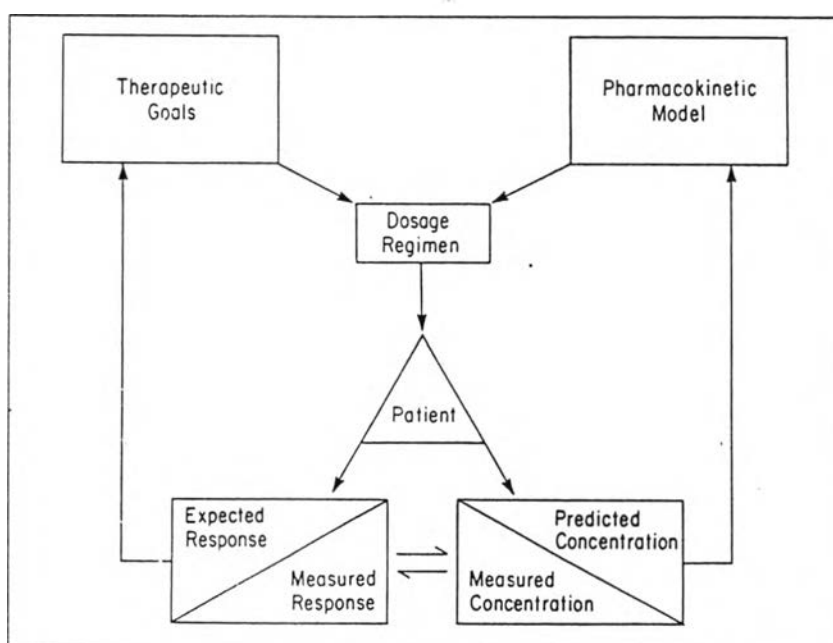 Therapeutic
Goals
Pharmacokinetic
Model
Dosage
Regimen
Patient
Expected
Response
Measured
Response
Predicted
Concentration
Measured
Concentration